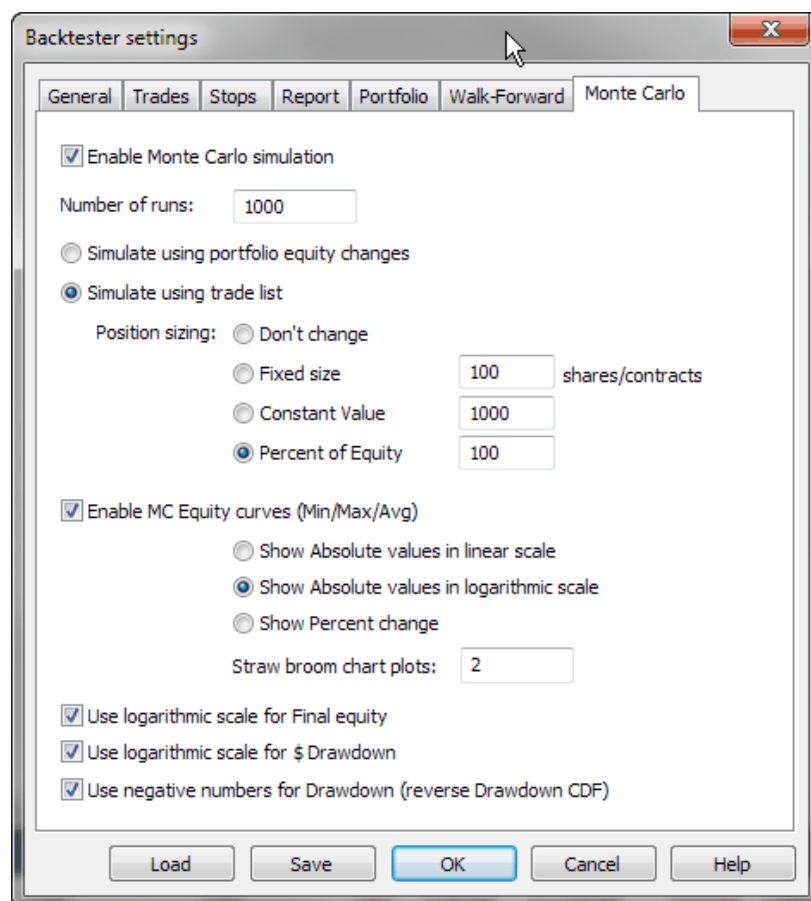 Backtester settings
General Trades Stops Report Portfolio Walk-Forward Monte Carlo
Enable Monte Carlo simulation
Number of runs: 1000
Simulate using portfolio equity changes
Simulate using trade list
Position sizing: Don't change
Fixed size 100 shares/contracts
Constant Value 1000
Percent of Equity 100
Enable MC Equity curves (Min/Max/Avg)
Show Absolute values in linear scale
Show Absolute values in logarithmic scale
Show Percent change
Straw broom chart plots: 2
Use logarithmic scale for Final equity
Use logarithmic scale for $ Drawdown
Use negative numbers for Drawdown (reverse Drawdown CDF)
Load Save OK Cancel Help